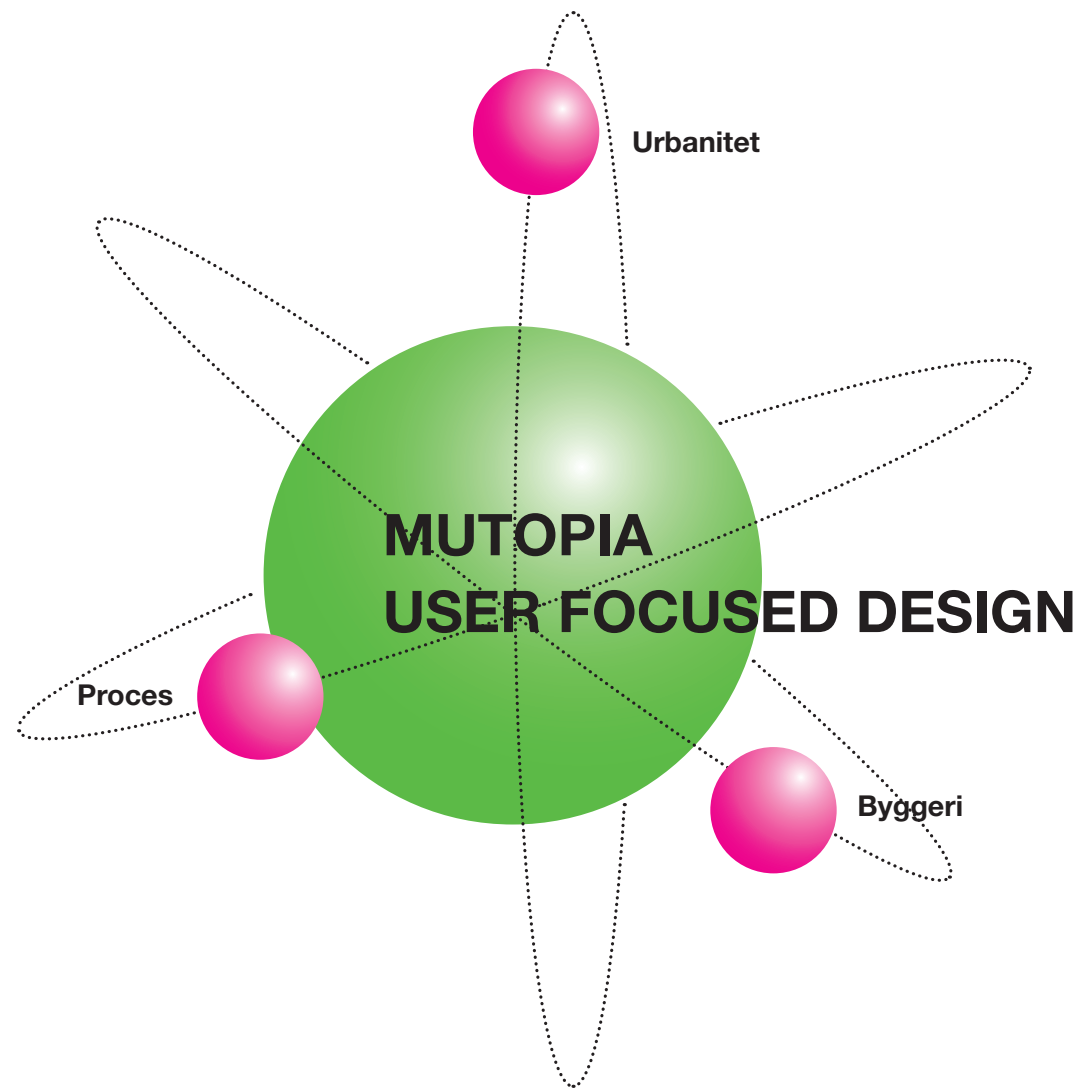 Urbanitet
MUTOPIA
USER FOCUSED DESIGN
Proces
Byggeri